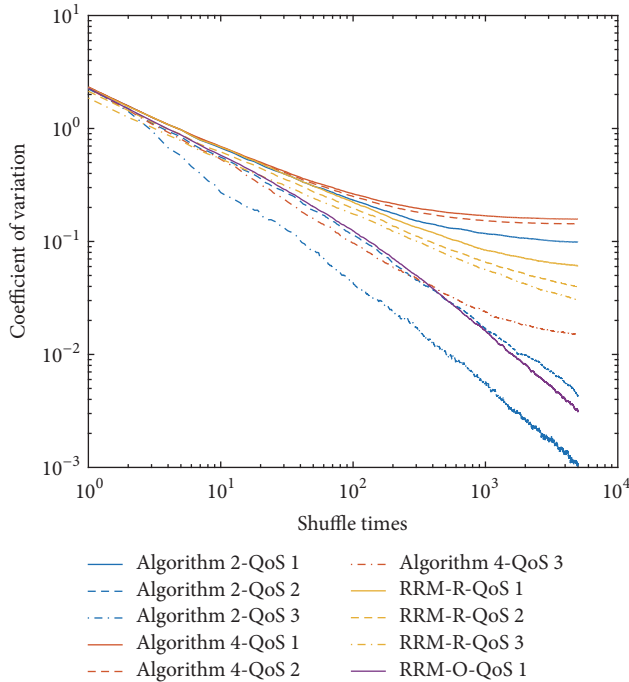 10^1
10^0
10^-1
10^-2
10^-3
Coefficient of variation
10^0
10^1
10^2
10^3
10^4
Shuffle times
Algorithm 2-QoS 1
Algorithm 2-QoS 2
Algorithm 2-QoS 3
Algorithm 4-QoS 1
Algorithm 4-QoS 2
Algorithm 4-QoS 3
RRM-R-QoS 1
RRM-R-QoS 2
RRM-R-QoS 3
RRM-O-QoS 1